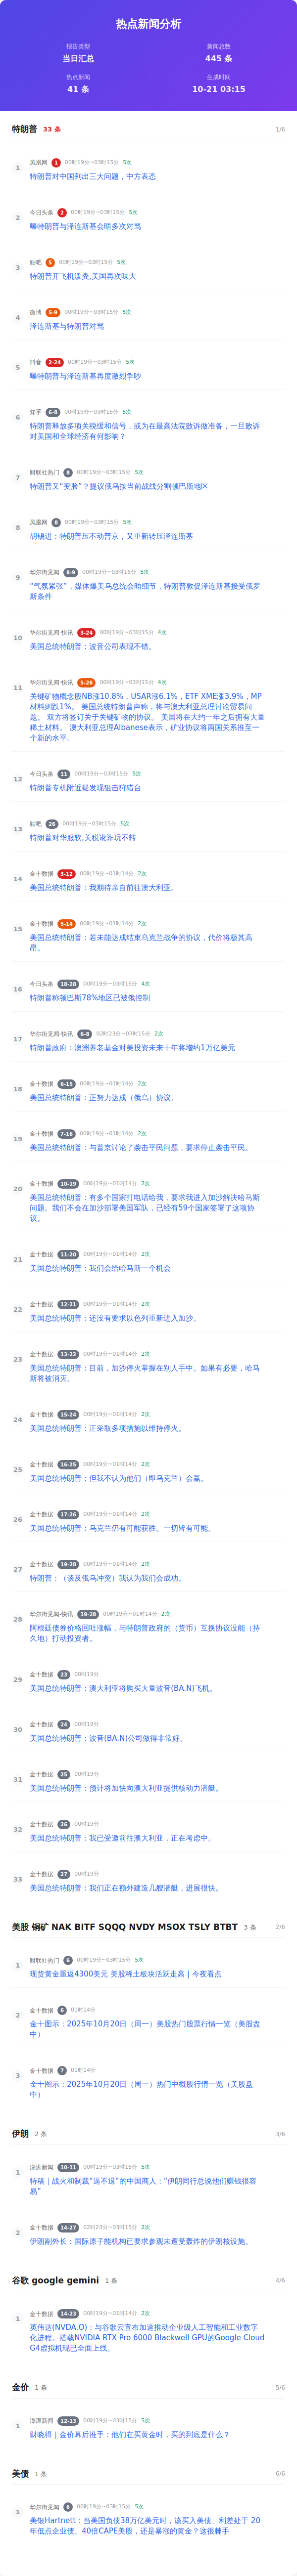 热点新闻分析
报告类型
当日汇总
新闻总数
445 条
热点新闻
41 条
生成时间
10-21 03:15
特朗普 33 条 1/6
1
凤凰网 1 00时19分~03时15分 5次
特朗普对中国列出三大问题，中方表态
2
今日头条 2 00时19分~03时15分 5次
曝特朗普与泽连斯基会晤多次对骂
3
贴吧 5 00时19分~03时15分 5次
特朗普开飞机泼粪,美国再次味大
4
微博 5-9 00时19分~03时15分 5次
泽连斯基与特朗普对骂
5
抖音 2-24 00时19分~03时15分 5次
曝特朗普与泽连斯基再度激烈争吵
6
知乎 6-8 00时19分~03时15分 5次
特朗普释放多项关税缓和信号，或为在最高法院败诉做准备，一旦败诉
对美国和全球经济有何影响？
7
财联社热门 8 00时19分~03时15分 5次
特朗普又“变脸”？提议俄乌按当前战线分割顿巴斯地区
8
凤凰网 8 00时19分~03时15分 5次
胡锡进：特朗普压不动普京，又重新转压泽连斯基
9
华尔街见闻 8-9 00时19分~03时15分 5次
“气氛紧张”，媒体爆美乌总统会晤细节，特朗普敦促泽连斯基接受俄罗
斯条件
10
华尔街见闻-快讯 3-24 00时19分~03时15分 4次
美国总统特朗普：波音公司表现不错。
11
华尔街见闻-快讯 5-26 00时19分~03时15分 4次
关键矿物概念股NB涨10.8%，USAR涨6.1%，ETF XME涨3.9%，MP
材料则跌1%。 美国总统特朗普声称，将与澳大利亚总理讨论贸易问
题。 双方将签订关于关键矿物的协议。 美国将在大约一年之后拥有大量
稀土材料。 澳大利亚总理Albanese表示，矿业协议将两国关系推至一
个新的水平。
12
今日头条 11 00时19分~03时15分 5次
特朗普专机附近疑发现狙击狩猎台
13
贴吧 26 00时19分~03时15分 5次
特朗普对华服软,关税讹诈玩不转
14
金十数据 3-12 00时19分~01时14分 2次
美国总统特朗普：我期待亲自前往澳大利亚。
15
金十数据 5-14 00时19分~01时14分 2次
美国总统特朗普：若未能达成结束乌克兰战争的协议，代价将极其高
昂。
16
今日头条 18-28 00时19分~03时15分 4次
特朗普称顿巴斯78%地区已被俄控制
17
华尔街见闻-快讯 6-8 02时23分~03时15分 2次
特朗普政府：澳洲养老基金对美投资未来十年将增约1万亿美元
18
金十数据 6-15 00时19分~01时14分 2次
美国总统特朗普：正努力达成（俄乌）协议。
19
金十数据 7-16 00时19分~01时14分 2次
美国总统特朗普：与普京讨论了袭击平民问题，要求停止袭击平民。
20
金十数据 10-19 00时19分~01时14分 2次
美国总统特朗普：有多个国家打电话给我，要求我进入加沙解决哈马斯
问题。我们不会在加沙部署美国军队，已经有59个国家签署了这项协
议。
21
金十数据 11-20 00时19分~01时14分 2次
美国总统特朗普：我们会给哈马斯一个机会
22
金十数据 12-21 00时19分~01时14分 2次
美国总统特朗普：还没有要求以色列重新进入加沙。
23
金十数据 13-22 00时19分~01时14分 2次
美国总统特朗普：目前，加沙停火掌握在别人手中。如果有必要，哈马
斯将被消灭。
24
金十数据 15-24 00时19分~01时14分 2次
美国总统特朗普：正采取多项措施以维持停火。
25
金十数据 16-25 00时19分~01时14分 2次
美国总统特朗普：但我不认为他们（即乌克兰）会赢。
26
金十数据 17-26 00时19分~01时14分 2次
美国总统特朗普：乌克兰仍有可能获胜。一切皆有可能。
27
金十数据 19-28 00时19分~01时14分 2次
特朗普：（谈及俄乌冲突）我认为我们会成功。
28
华尔街见闻-快讯 19-28 00时19分~01时14分 2次
阿根廷债券价格回吐涨幅，与特朗普政府的（货币）互换协议没能（持
久地）打动投资者。
29
金十数据 23 00时19分
美国总统特朗普：澳大利亚将购买大量波音(BA.N)飞机。
30
金十数据 24 00时19分
美国总统特朗普：波音(BA.N)公司做得非常好。
31
金十数据 25 00时19分
美国总统特朗普：预计将加快向澳大利亚提供核动力潜艇。
32
金十数据 26 00时19分
美国总统特朗普：我已受邀前往澳大利亚，正在考虑中。
33
金十数据 27 00时19分
美国总统特朗普：我们正在额外建造几艘潜艇，进展很快。
美股 铜矿 NAK BITF SQQQ NVDY MSOX TSLY BTBT 3 条 2/6
1
财联社热门 6 00时19分~03时15分 5次
现货黄金重返4300美元 美股稀土板块活跃走高丨今夜看点
2
金十数据 6 01时14分
金十图示：2025年10月20日（周一）美股热门股票行情一览（美股盘
中）
3
金十数据 7 01时14分
金十图示：2025年10月20日（周一）热门中概股行情一览（美股盘
中）
伊朗 2 条 3/6
1
澎湃新闻 10-11 00时19分~03时15分 5次
特稿｜战火和制裁“逼不退”的中国商人：“伊朗同行总说他们赚钱很容
易”
2
金十数据 14-27 02时23分~03时15分 2次
伊朗副外长：国际原子能机构已要求参观未遭受轰炸的伊朗核设施。
谷歌 google gemini 1 条 4/6
1
金十数据 14-23 00时19分~01时14分 2次
英伟达(NVDA.O)：与谷歌云宣布加速推动企业级人工智能和工业数字
化进程。搭载NVIDIA RTX Pro 6000 Blackwell GPU的Google Cloud
G4虚拟机现已全面上线。
金价 1 条 5/6
1
澎湃新闻 12-13 00时19分~03时15分 5次
财晓得｜金价幕后推手：他们在买黄金时，买的到底是什么？
美债 1 条 6/6
1
华尔街见闻 6 00时19分~03时15分 5次
美银Hartnett：当美国负债38万亿美元时，该买入美债、利差处于 20
年低点企业债、40倍CAPE美股，还是暴涨的黄金？这很棘手